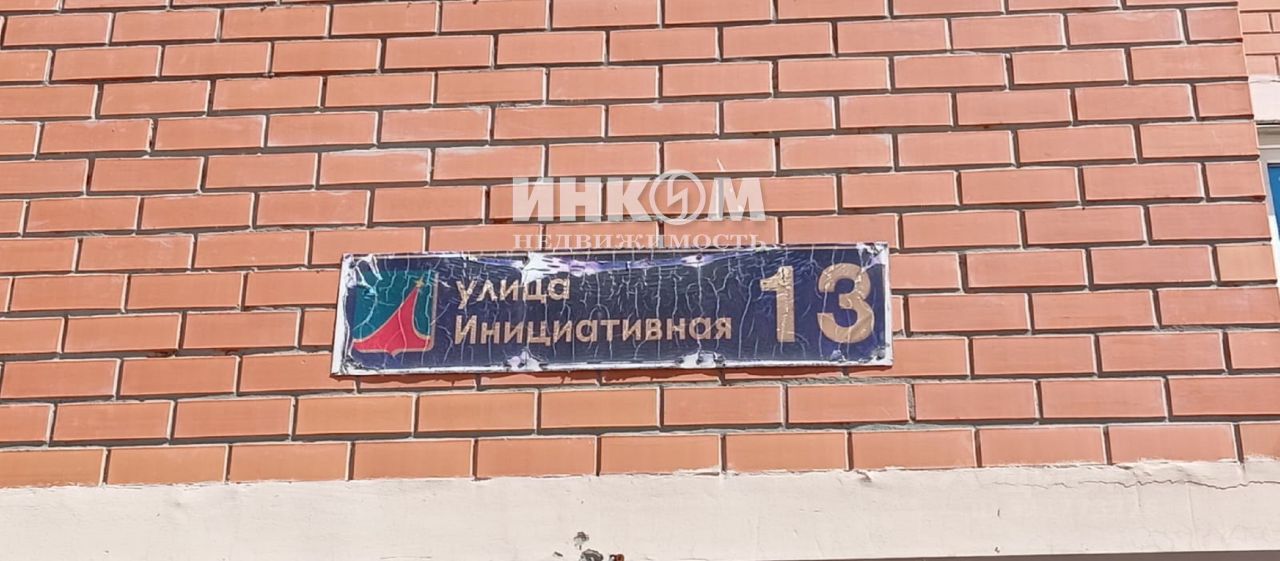 ИНКОМ
НЕДВИЖИМОСТЬ
улица
Инициативная
13